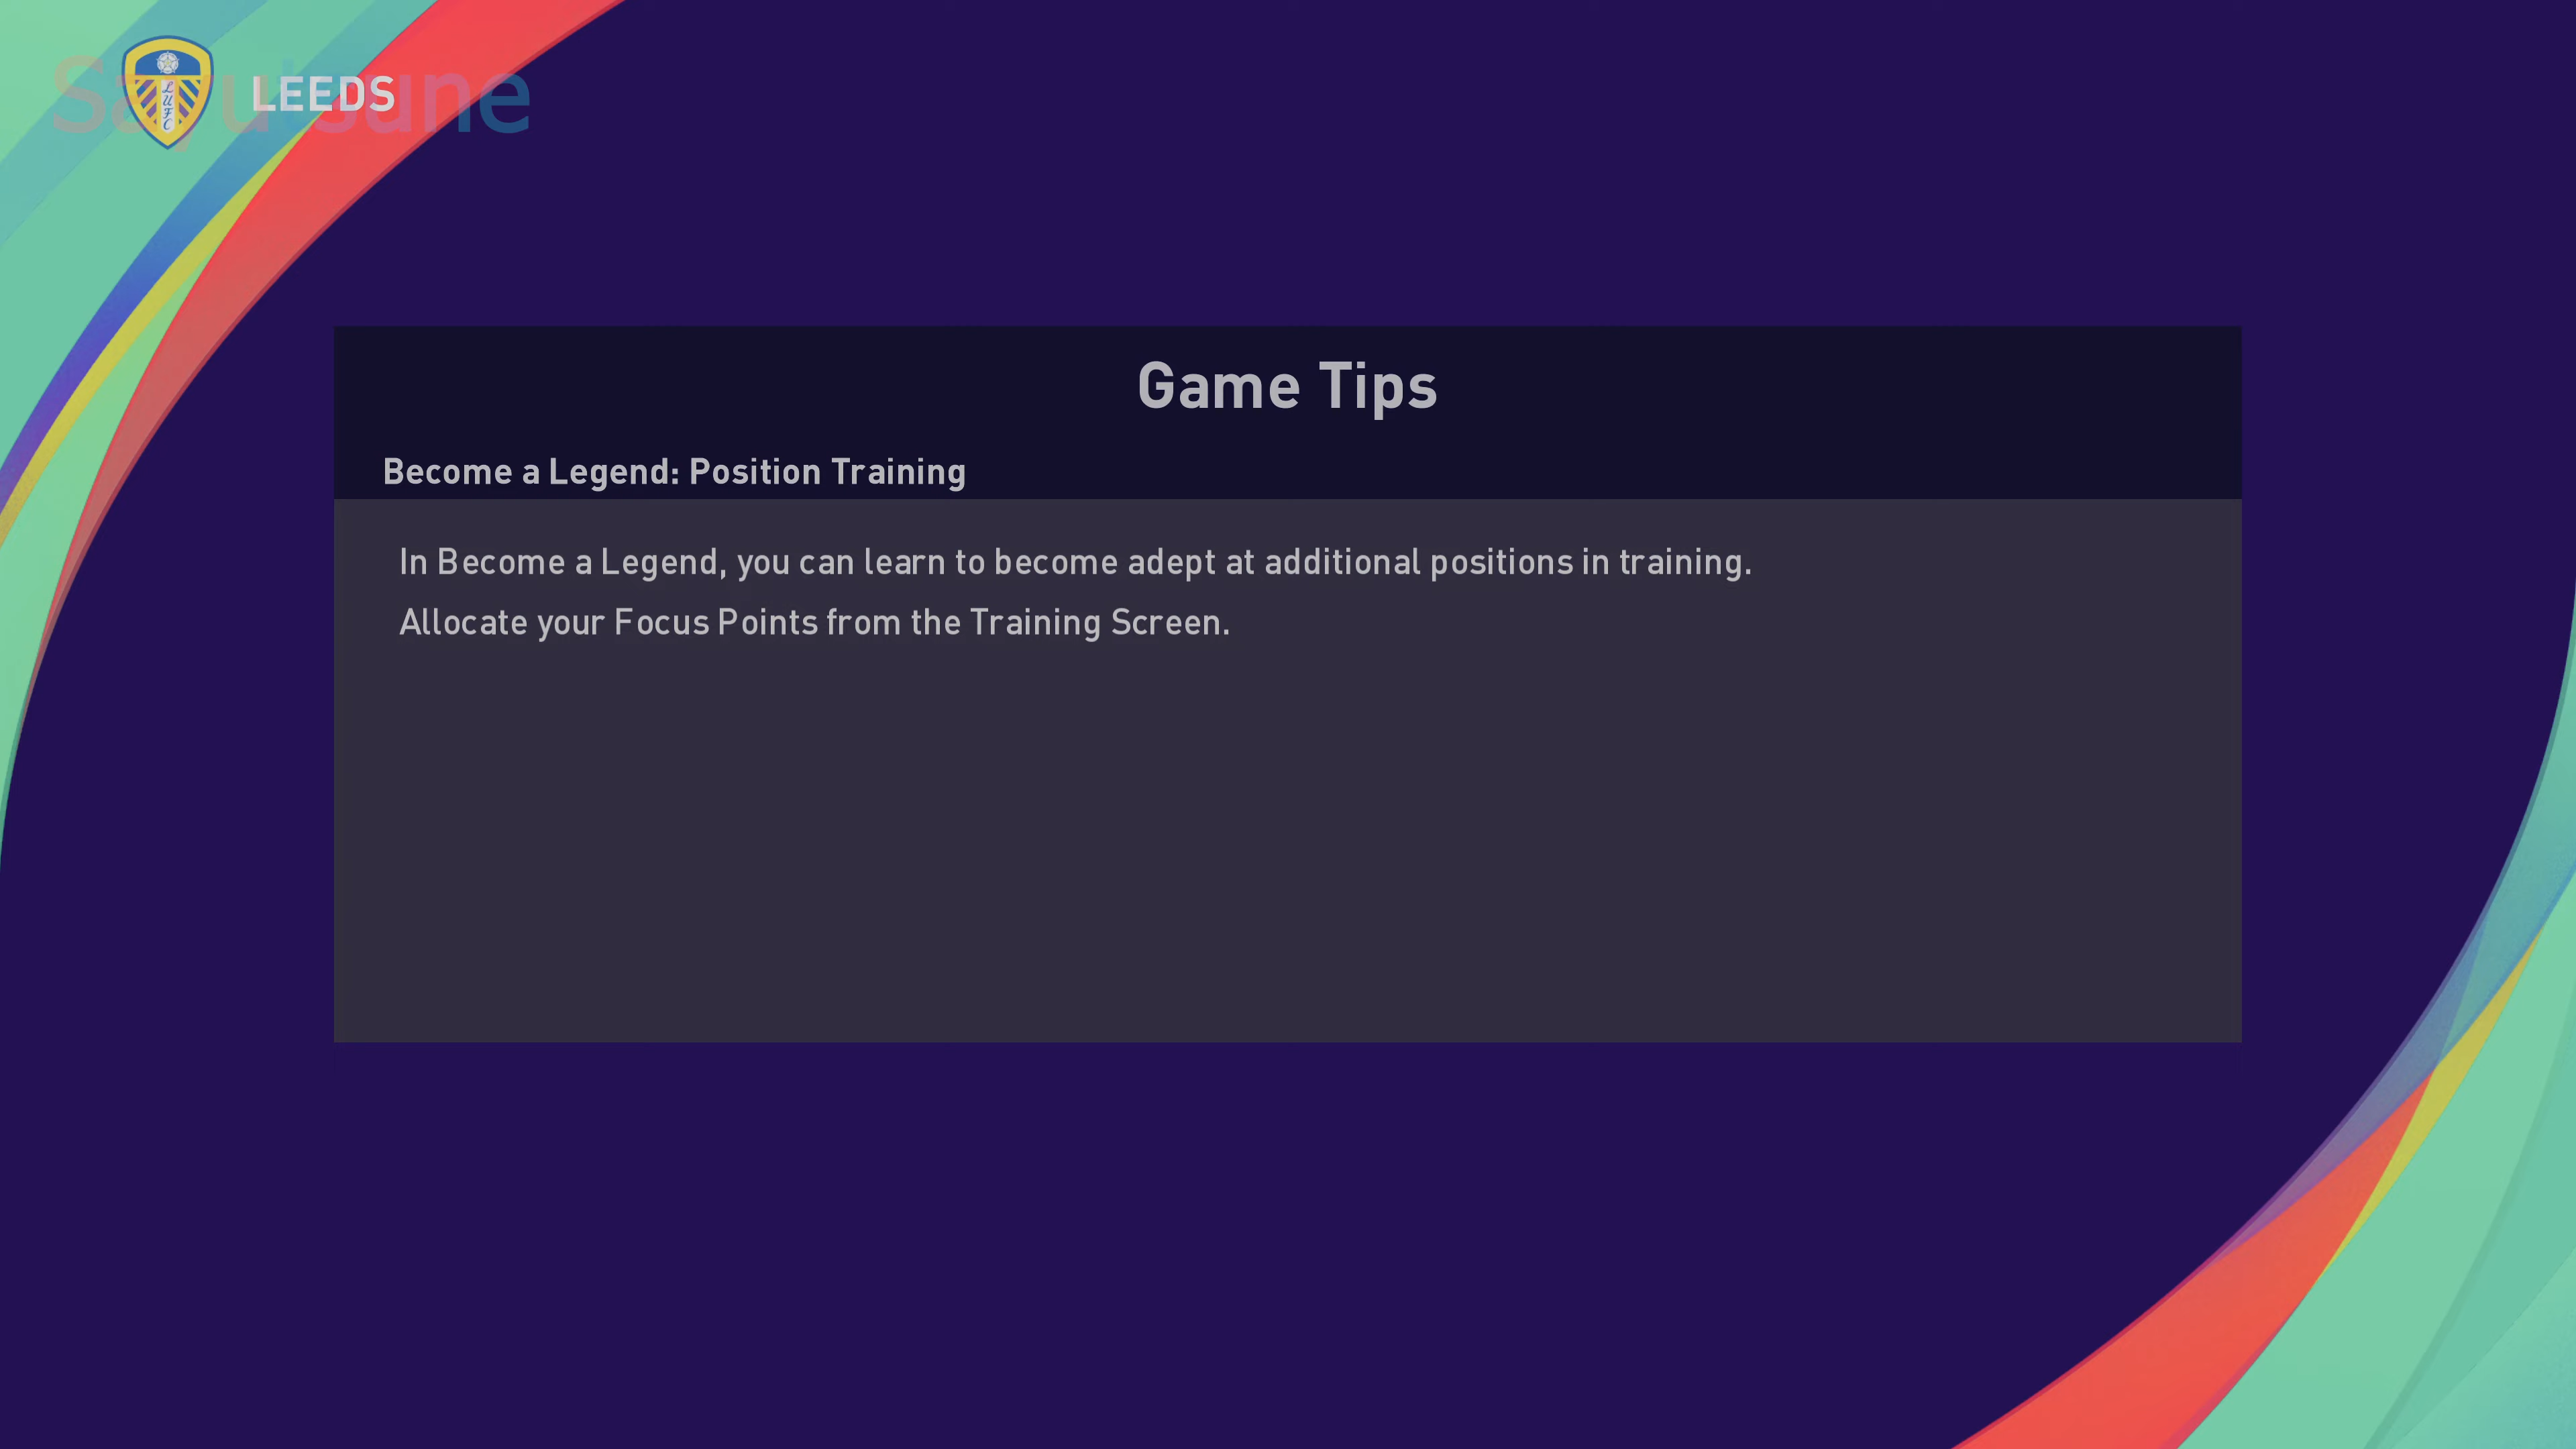 LEEDS
LUFC
Game Tips
Become a Legend: Position Training
In Become a Legend, you can learn to become adept at additional positions in training.
Allocate your Focus Points from the Training Screen.